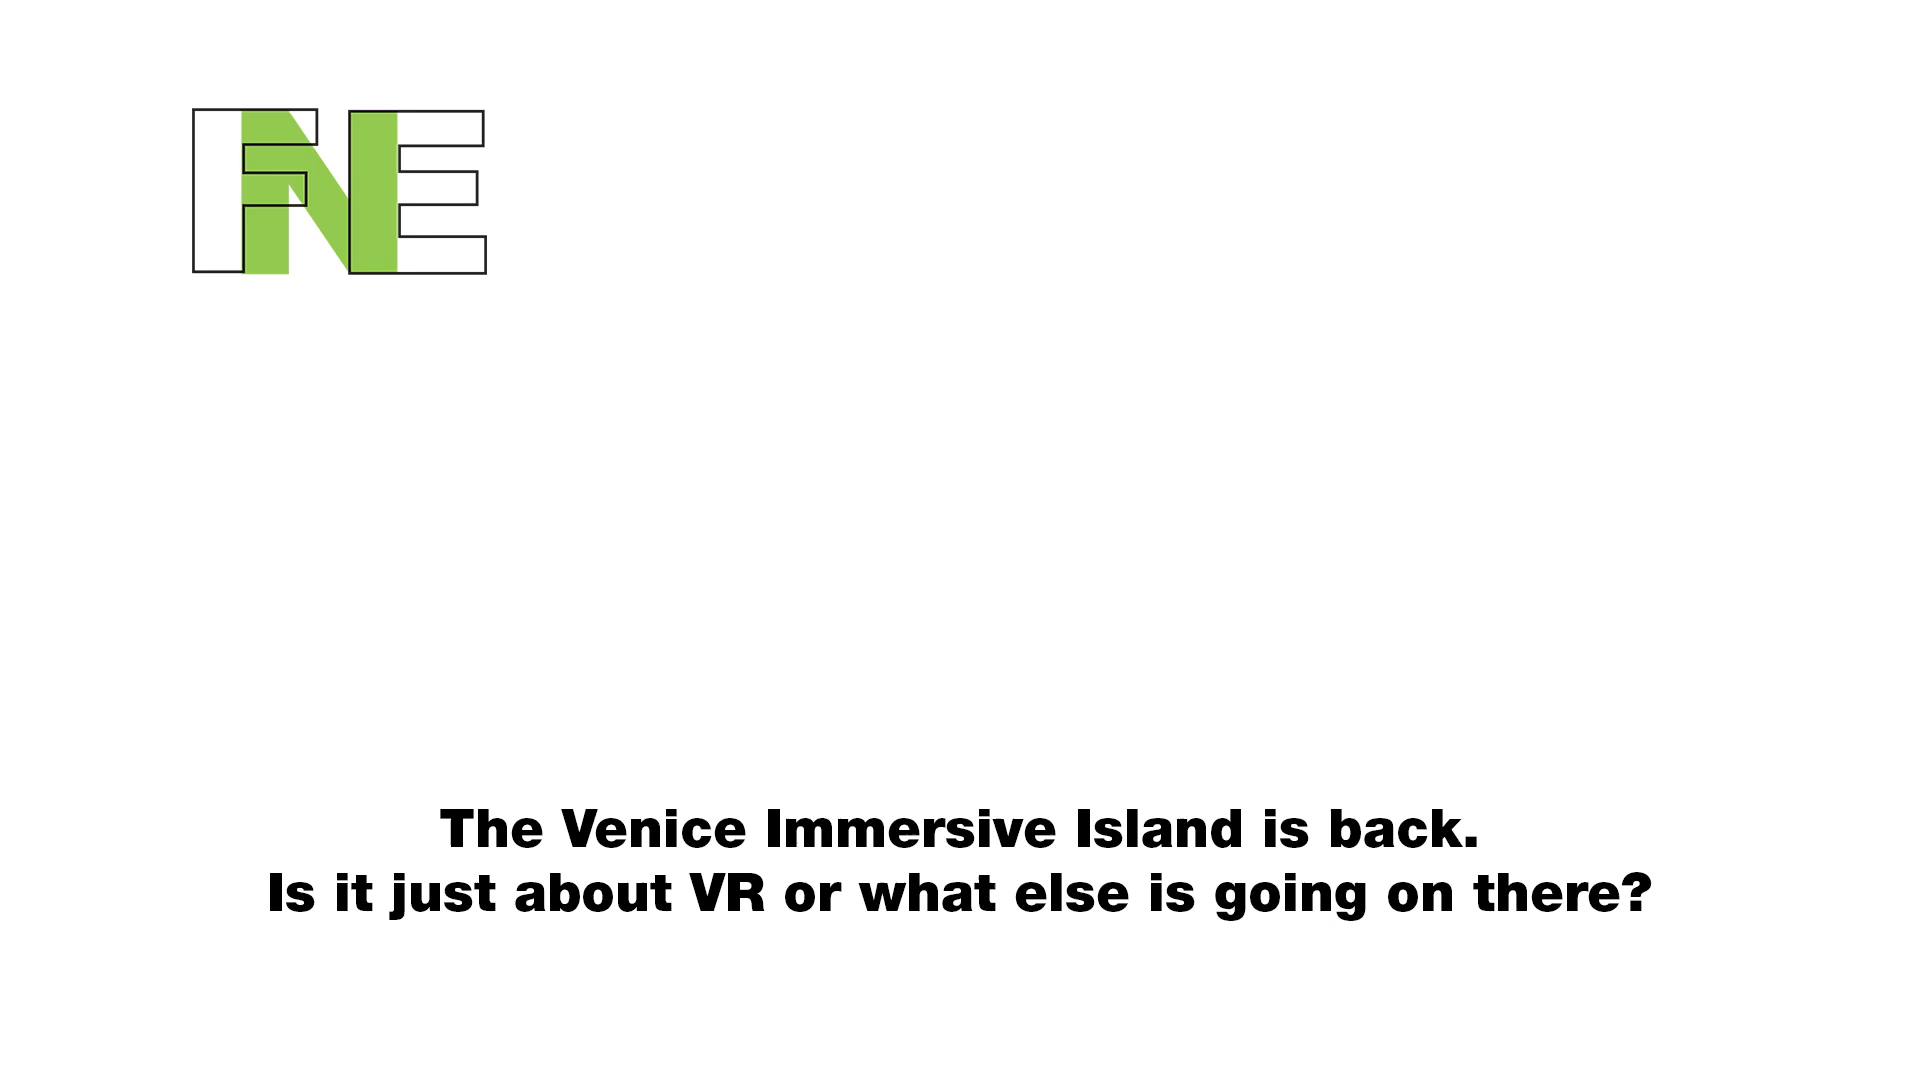 FNE
The Venice Immersive Island is back.
Is it just about VR or what else is going on there?